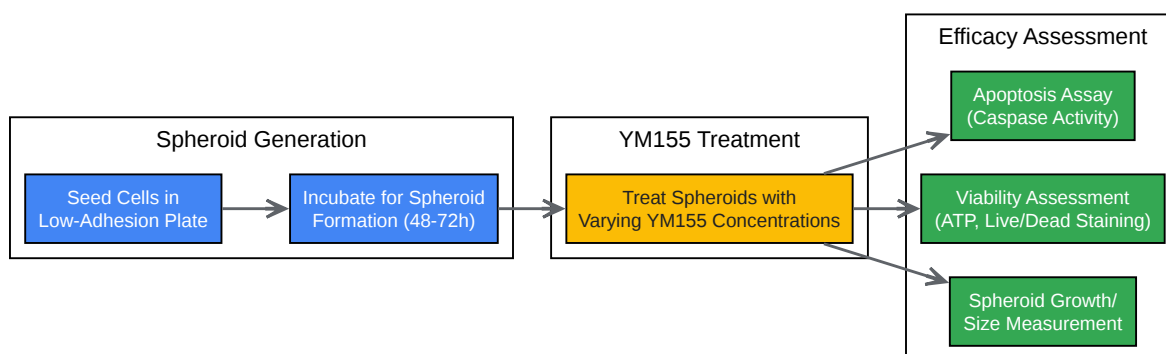 Spheroid Generation
Seed Cells in
Low-Adhesion Plate
Incubate for Spheroid
Formation (48-72h)
YM155 Treatment
Treat Spheroids with
Varying YM155 Concentrations
Efficacy Assessment
Apoptosis Assay
(Caspase Activity)
Viability Assessment
(ATP, Live/Dead Staining)
Spheroid Growth/
Size Measurement